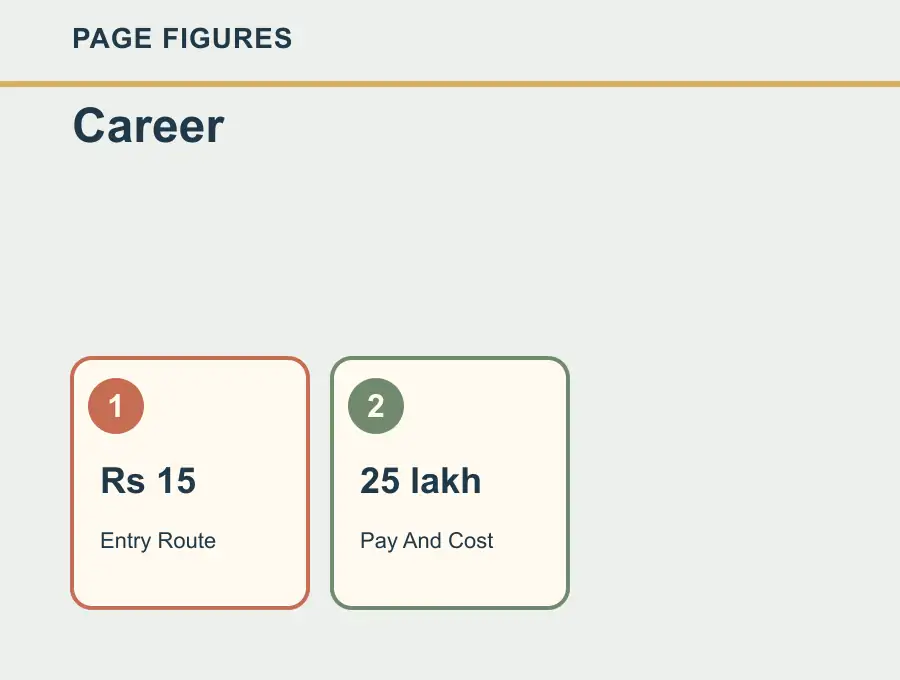 PAGE FIGURES
Career
1
Rs 15
Entry Route
2
25 lakh
Pay And Cost